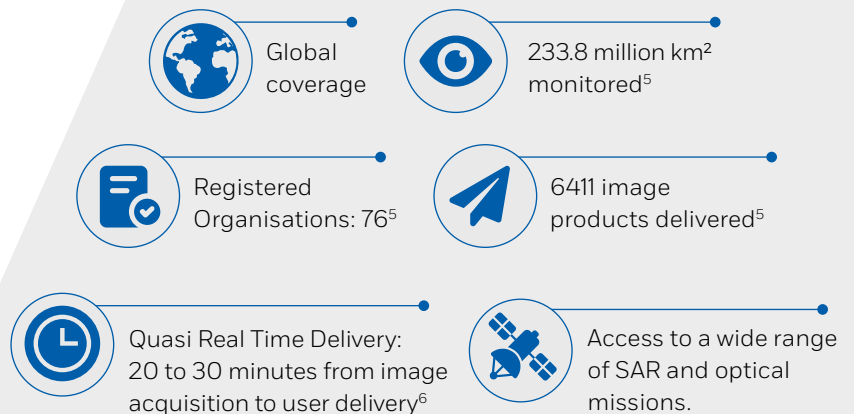 Global
coverage
233.8 million km²
monitored⁵
Registered
Organisations: 76⁵
6411 image
products delivered⁵
Quasi Real Time Delivery:
20 to 30 minutes from image
acquisition to user delivery⁶
Access to a wide range
of SAR and optical
missions.